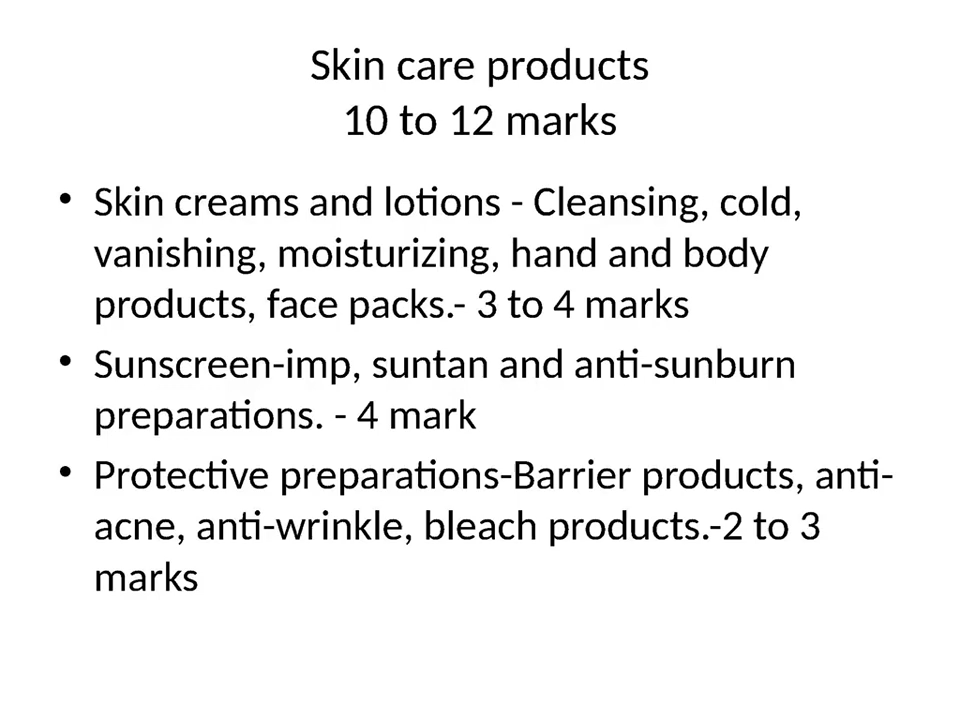 Skin care products
10 to 12 marks
• Skin creams and lotions - Cleansing, cold,
vanishing, moisturizing, hand and body
products, face packs.- 3 to 4 marks
• Sunscreen-imp, suntan and anti-sunburn
preparations. - 4 mark
• Protective preparations-Barrier products, anti-
acne, anti-wrinkle, bleach products.-2 to 3
marks